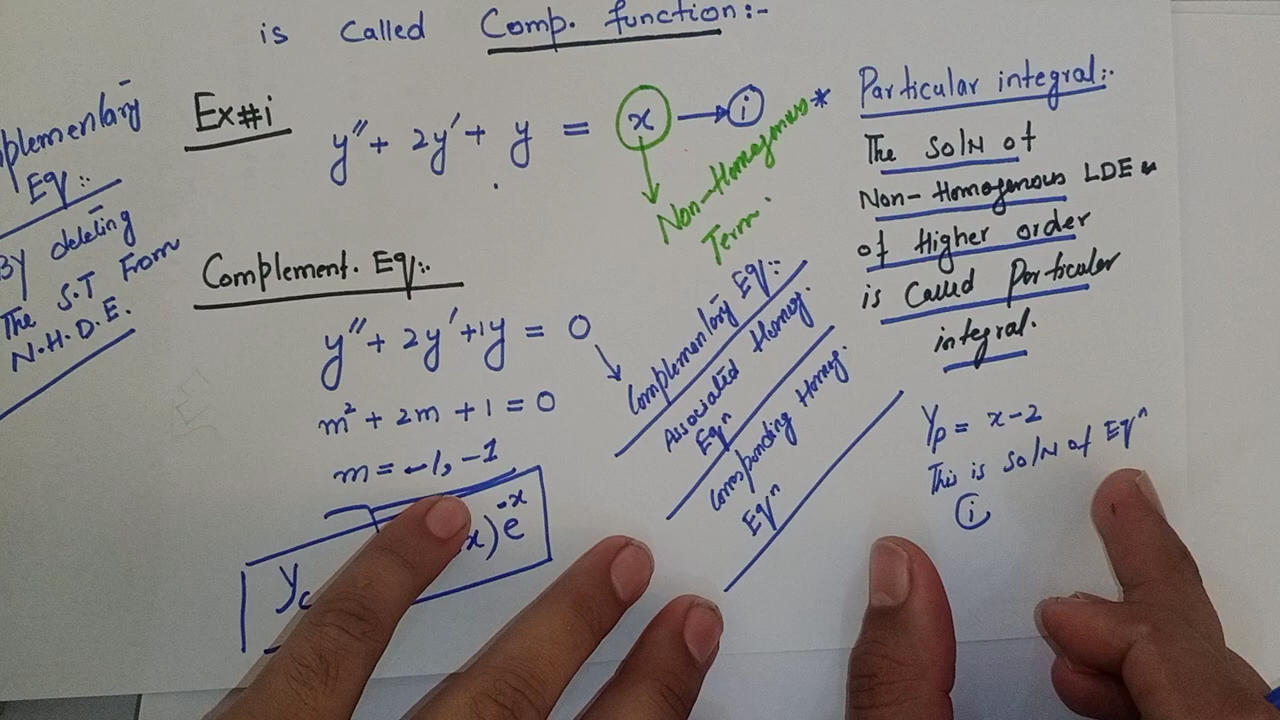 is Called Comp. function:-
plementary
Eq::
By deleting
The S.T From
N.H.D.E.
Ex#i
y'' + 2y' + y = x → i
Non-Homogenous *
Term.
Complement. Eq::
y'' + 2y' + 1y = 0
m² + 2m + 1 = 0
m = -1, -1
Yc
x) e^-x
Complementary Eq::
Associated Homog.
Eqn
Corresponding Homog.
Eqn
Particular integral:.
The SolN of
Non-Homogenous LDE
of Higher order
is Called Particular
integral.
Yp = x-2
This is SolN of Eqn
i